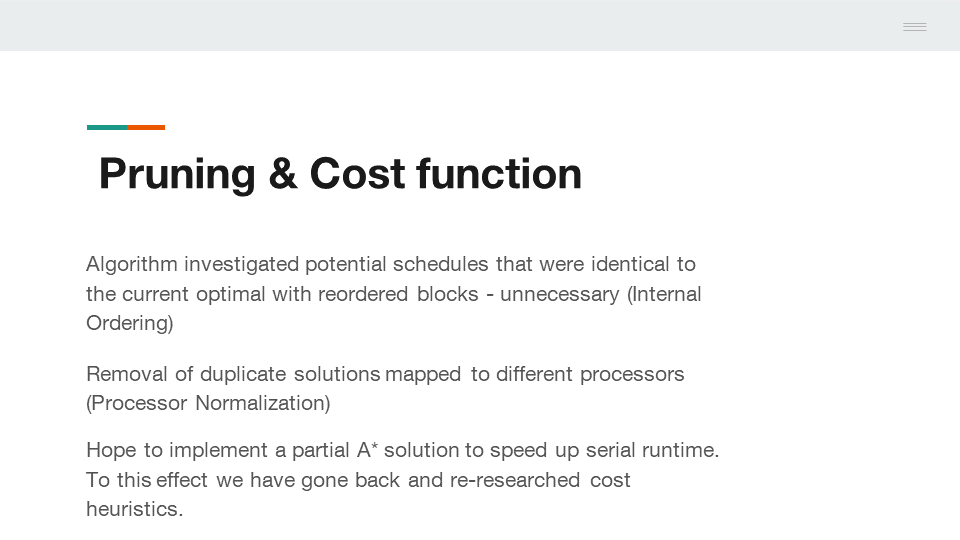 Pruning & Cost function
Algorithm investigated potential schedules that were identical to
the current optimal with reordered blocks - unnecessary (Internal
Ordering)
Removal of duplicate solutions mapped to different processors
(Processor Normalization)
Hope to implement a partial A* solution to speed up serial runtime.
To this effect we have gone back and re-researched cost
heuristics.